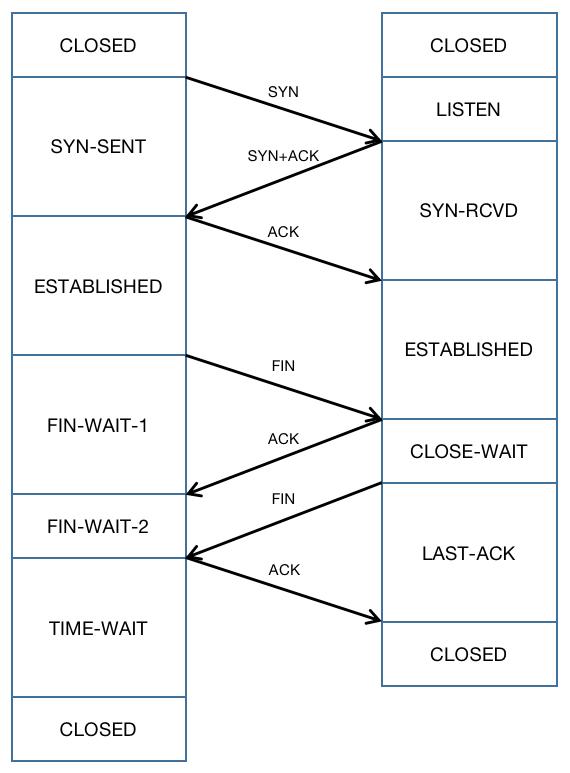 CLOSED
CLOSED
SYN
LISTEN
SYN-SENT
SYN+ACK
SYN-RCVD
ACK
ESTABLISHED
ESTABLISHED
FIN
FIN-WAIT-1
ACK
CLOSE-WAIT
FIN
FIN-WAIT-2
LAST-ACK
ACK
TIME-WAIT
CLOSED
CLOSED